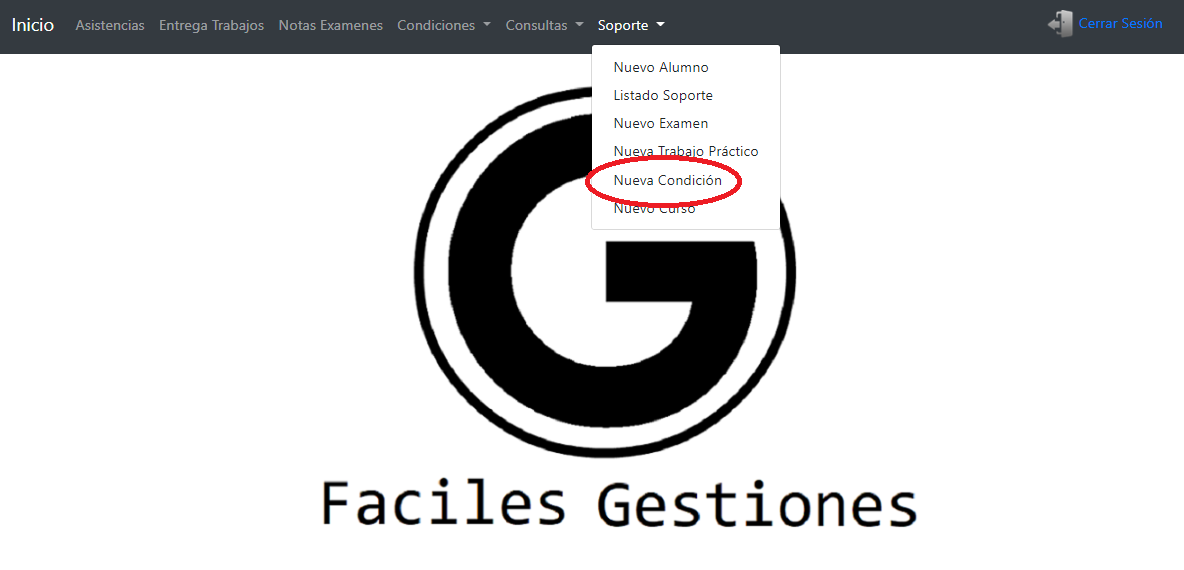 Inicio Asistencias Entrega Trabajos Notas Examenes Condiciones Consultas Soporte Cerrar Sesión
Nuevo Alumno
Listado Soporte
Nuevo Examen
Nueva Trabajo Práctico
Nueva Condición
Nuevo Curso
Faciles Gestiones